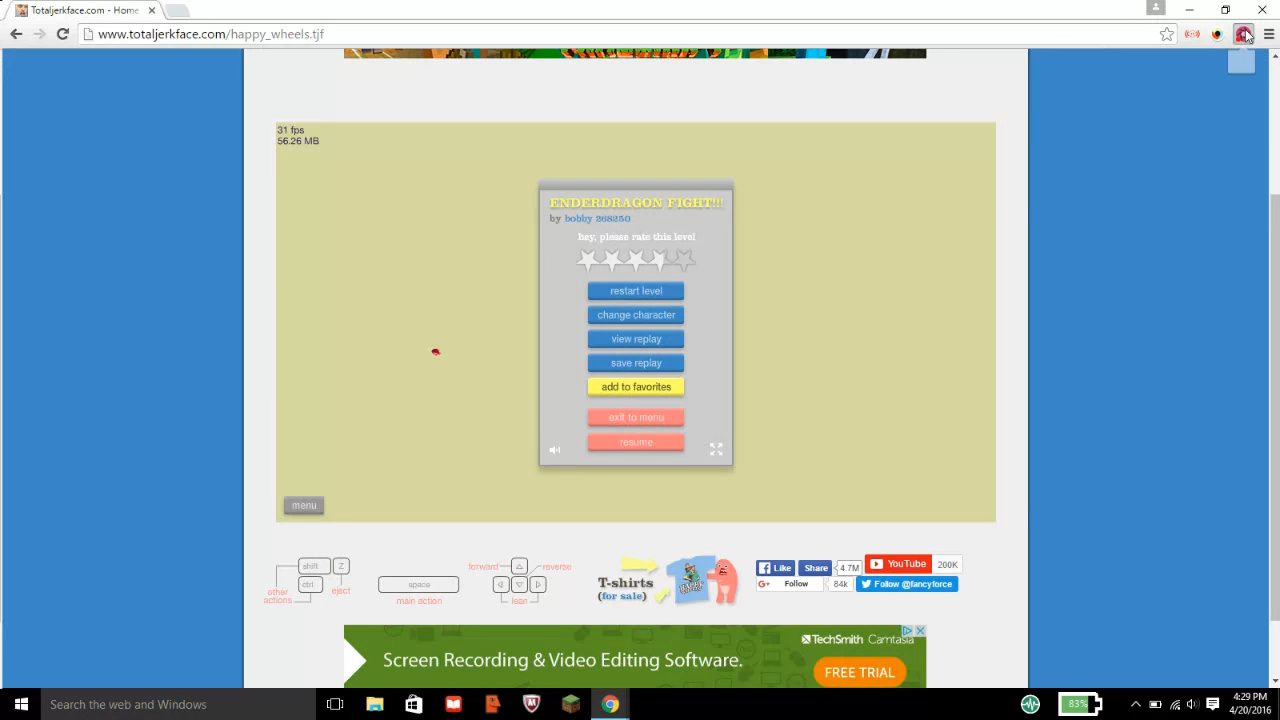 Totaljerkface.com - Home
www.totaljerkface.com/happy_wheels.tjf
31 fps
56.26 MB
ENDERDRAGON FIGHT!!!
by bobby 268250
hey, please rate this level
restart level
change character
view replay
save replay
add to favorites
exit to menu
resume
menu
shift
Z
ctrl
other actions
eject
space
main action
forward
reverse
lean
T-shirts
(for sale)
Like
Share
4.7M
YouTube
200K
G+ Follow
84k
Follow @fancyforce
TechSmith Camtasia
Screen Recording & Video Editing Software.
FREE TRIAL
Search the web and Windows
83%
4:29 PM
4/20/2016